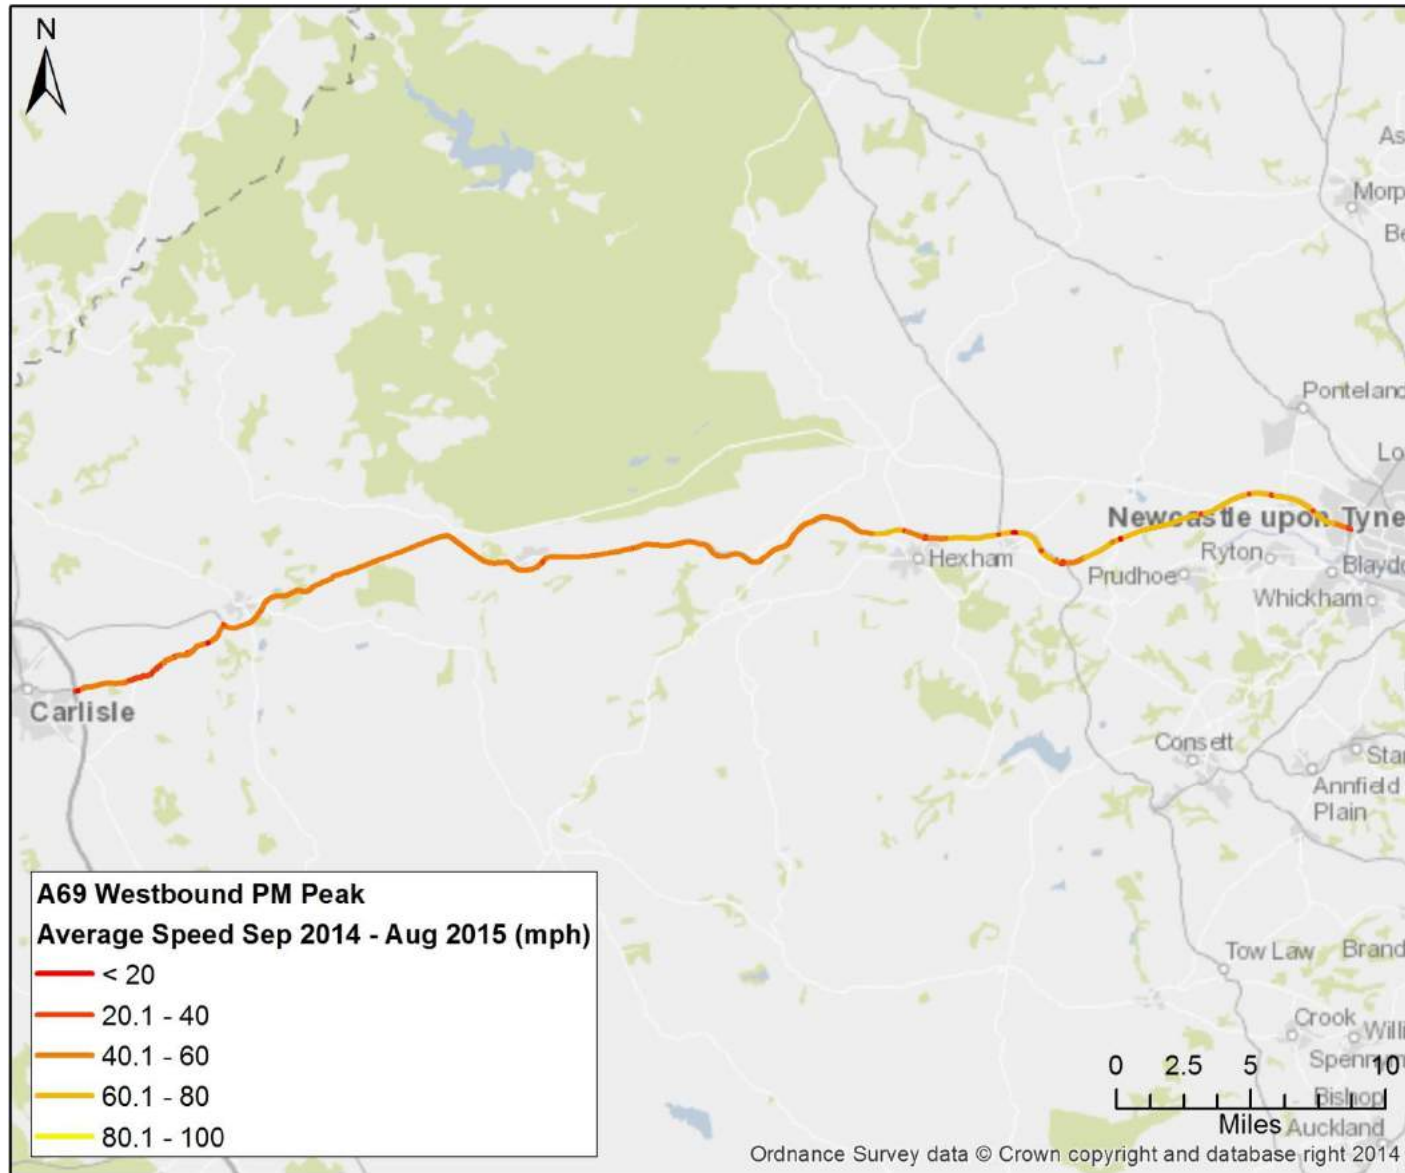 N
As
Morp
Be
Ponteland
Lo
Newcastle upon Tyne
Hexham
Ryton
Prudhoe
Blaydo
Whickham
Carlisle
Consett
Stan
Annfield
Plain
A69 Westbound PM Peak
Average Speed Sep 2014 - Aug 2015 (mph)
< 20
20.1 - 40
40.1 - 60
60.1 - 80
80.1 - 100
Tow Law
Brand
Crook
Willi
Spennym
0 2.5 5 10
Bishop
Miles
Auckland
Ordnance Survey data © Crown copyright and database right 2014